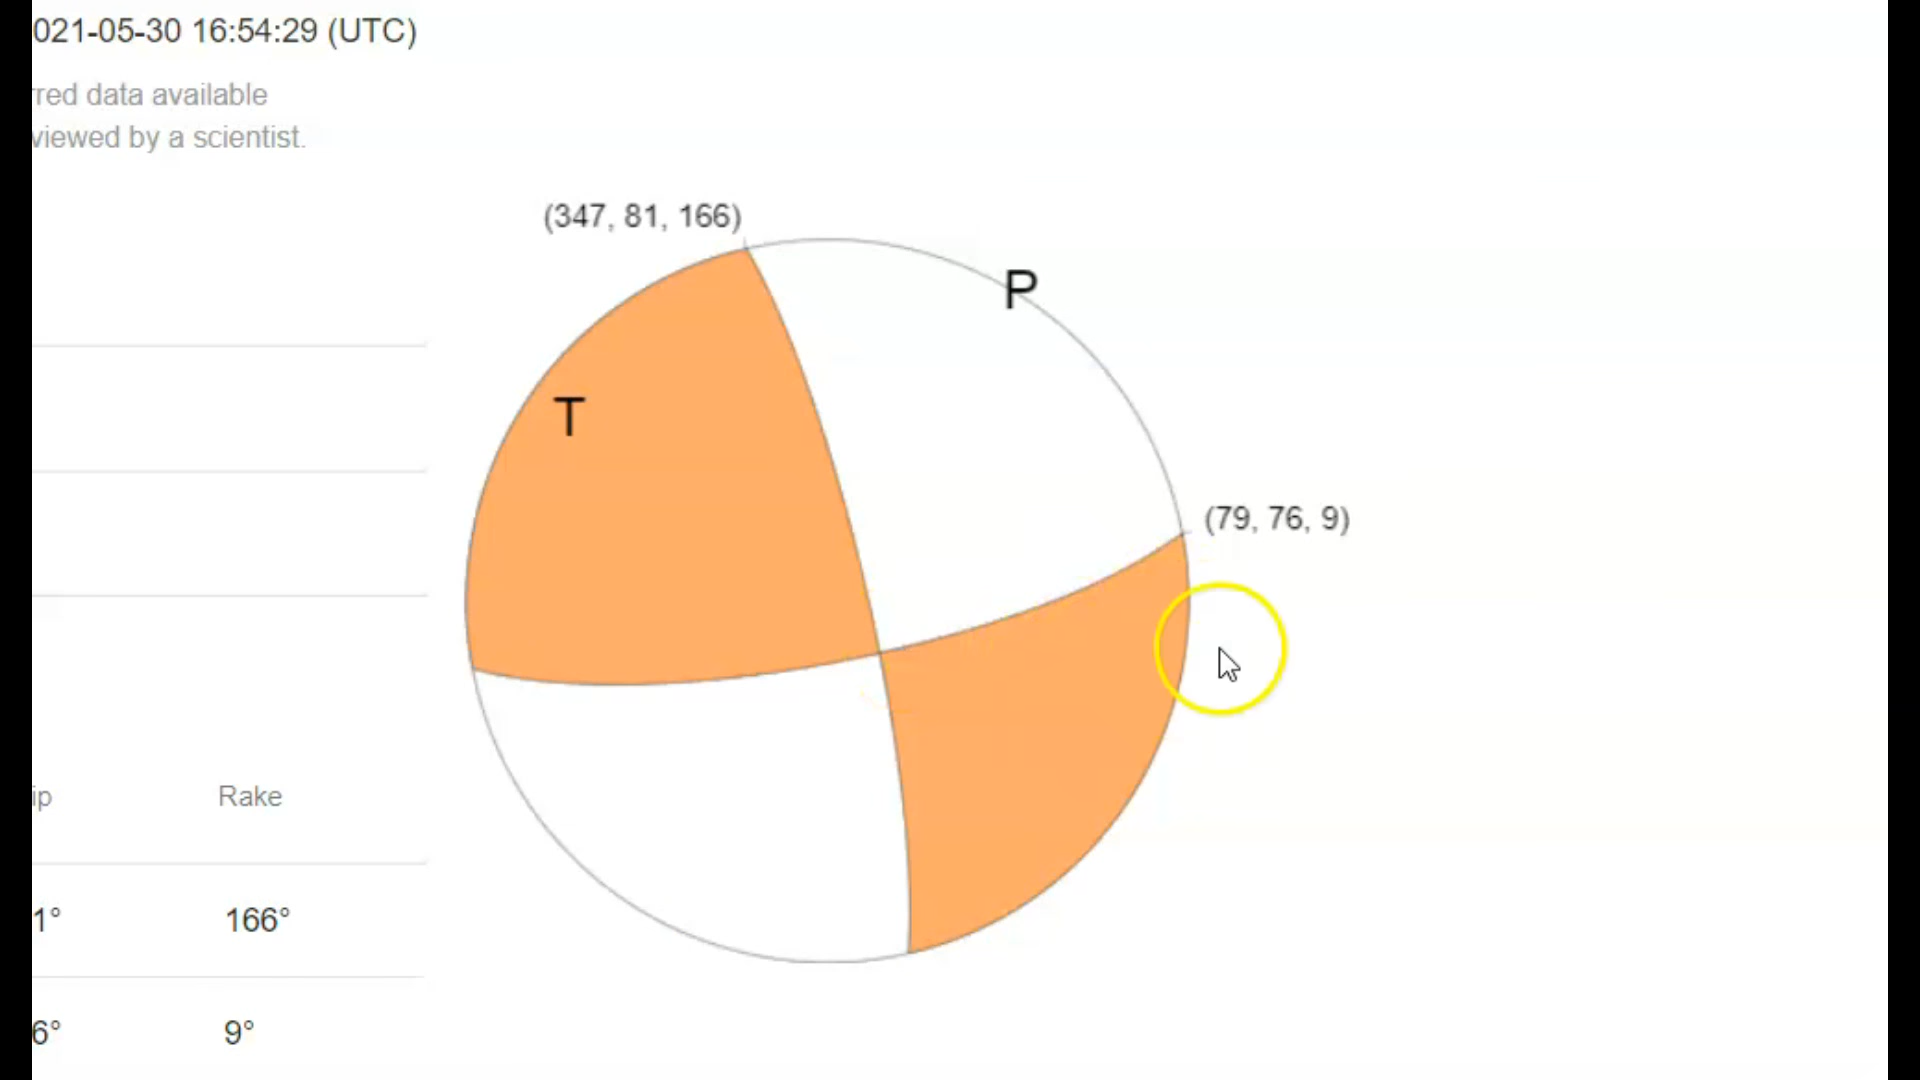 021-05-30 16:54:29 (UTC)
rred data available
viewed by a scientist.
(347, 81, 166)
P
T
(79, 76, 9)
ip Rake
1° 166°
6° 9°